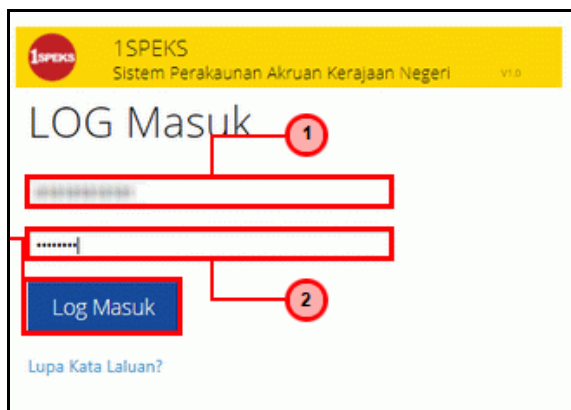 1SPEKS
1SPEKS
Sistem Perakaunan Akruan Kerajaan Negeri V1.0
LOG Masuk
1
••••••••
2
Log Masuk
Lupa Kata Laluan?